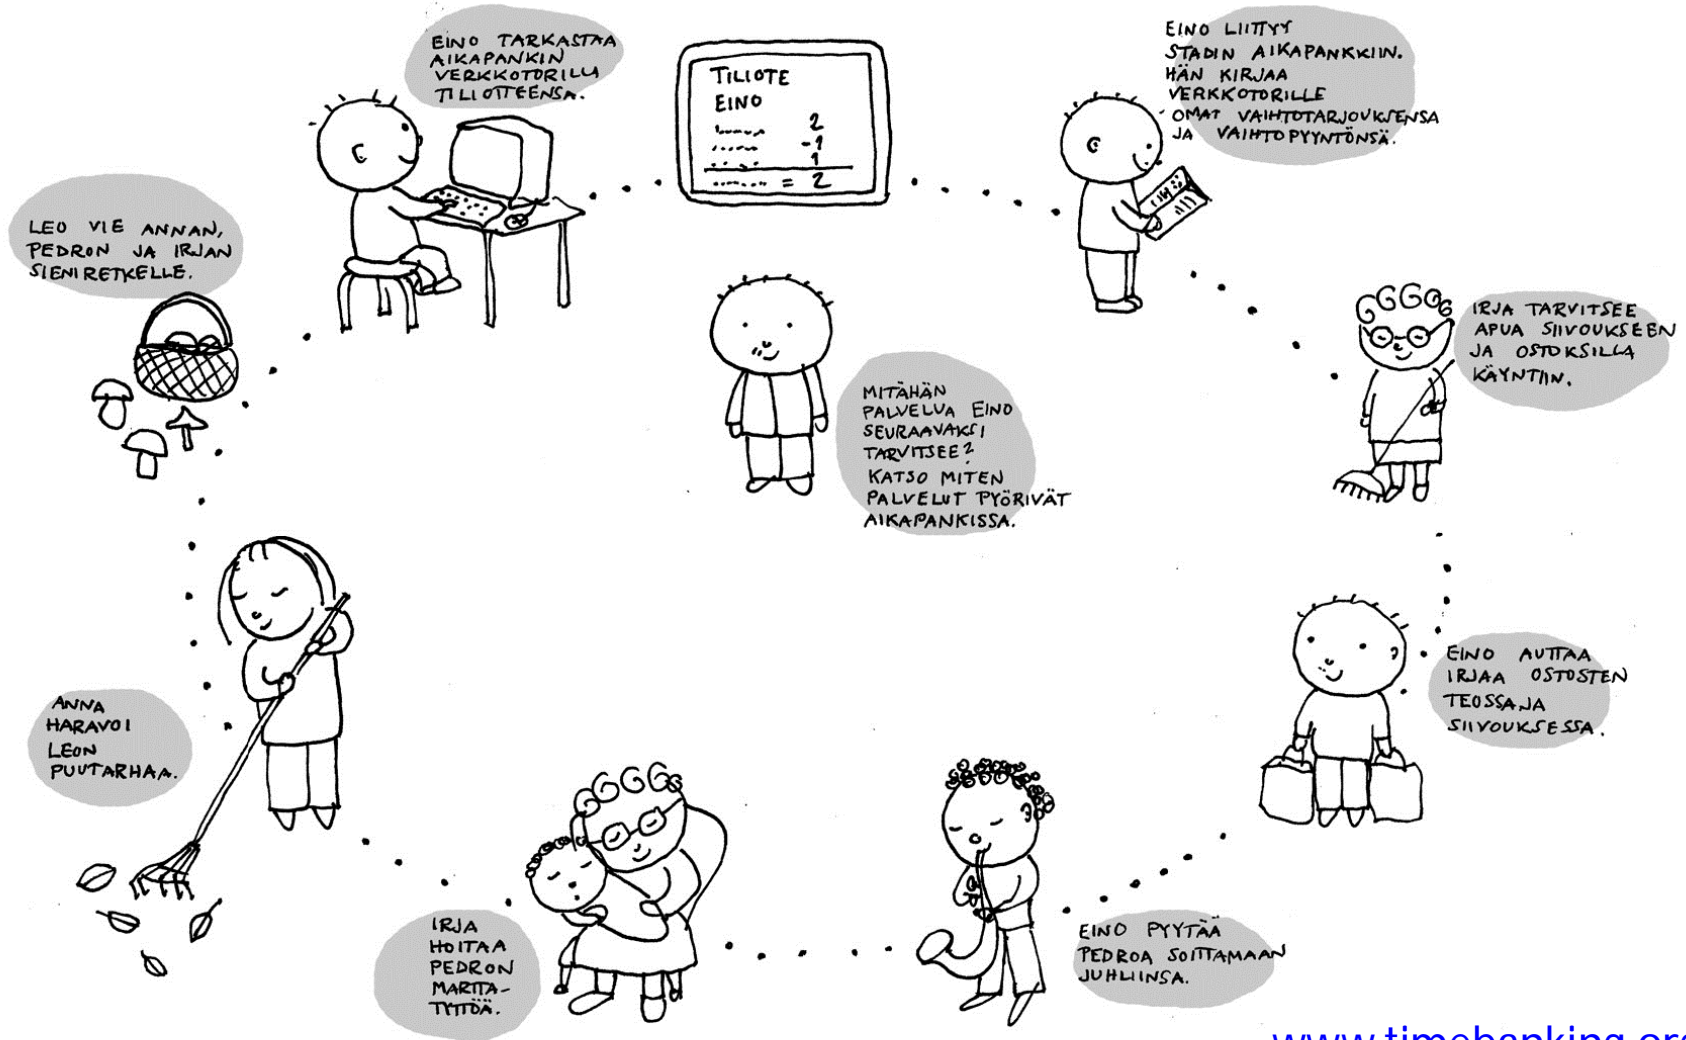 EINO TARKASTAA
AIKAPANKIN
VERKKOTORILLA
TILIOTTEENSA.
TILIOTE
EINO
2
-1
1
= 2
EINO LIITTYY
STADIN AIKAPANKKIIN.
HÄN KIRJAA
VERKKOTORILLE
OMAT VAIHTOTARJOUKSENSA
JA VAIHTOPYYNTÖNSÄ.
IRJA TARVITSEE
APUA SIIVOUKSEEN
JA OSTOKSILLA
KÄYNTIIN.
EINO AUTTAA
IRJAA OSTOSTEN
TEOSSA JA
SIIVOUKSESSA.
EINO PYYTÄÄ
PEDROA SOITTAMAAN
JUHLIINSA.
IRJA
HOITAA
PEDRON
MARTTA-
TYTTÖÄ.
ANNA
HARAVOI
LEON
PUUTARHAA.
LEO VIE ANNAN,
PEDRON JA IRJAN
SIENIRETKELLE.
MITÄHÄN
PALVELUA EINO
SEURAAVAKSI
TARVITSEE?
KATSO MITEN
PALVELUT PYÖRIVÄT
AIKAPANKISSA.
www.timebanking.org